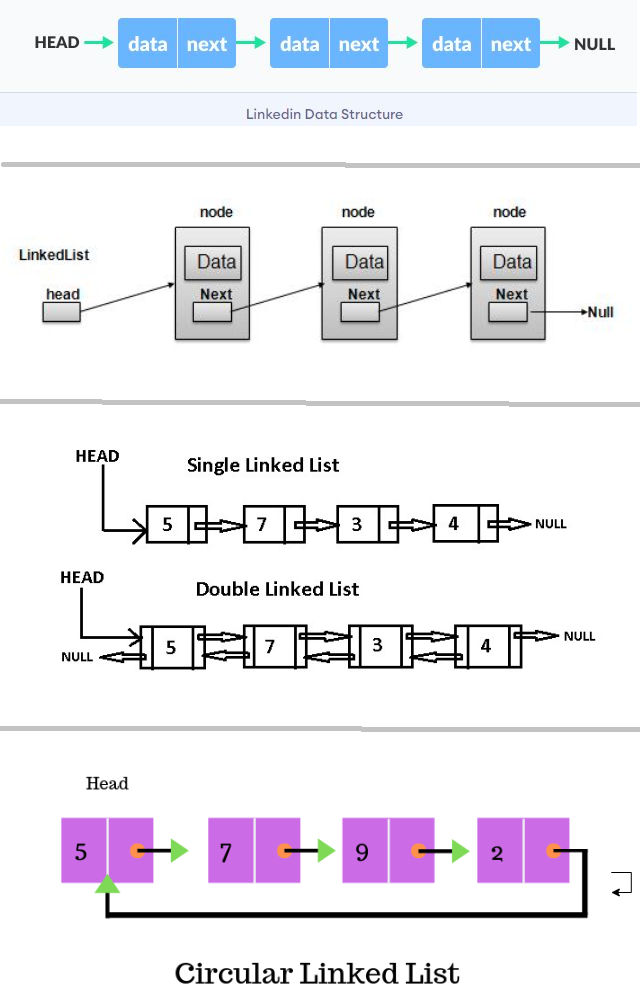 HEAD data next data next data next NULL
Linkedin Data Structure
node node node
LinkedList
Data Data Data
head Next Next Next
Null
HEAD
Single Linked List
5 7 3 4 NULL
HEAD
Double Linked List
NULL 5 7 3 4 NULL
Head
5 7 9 2
Circular Linked List